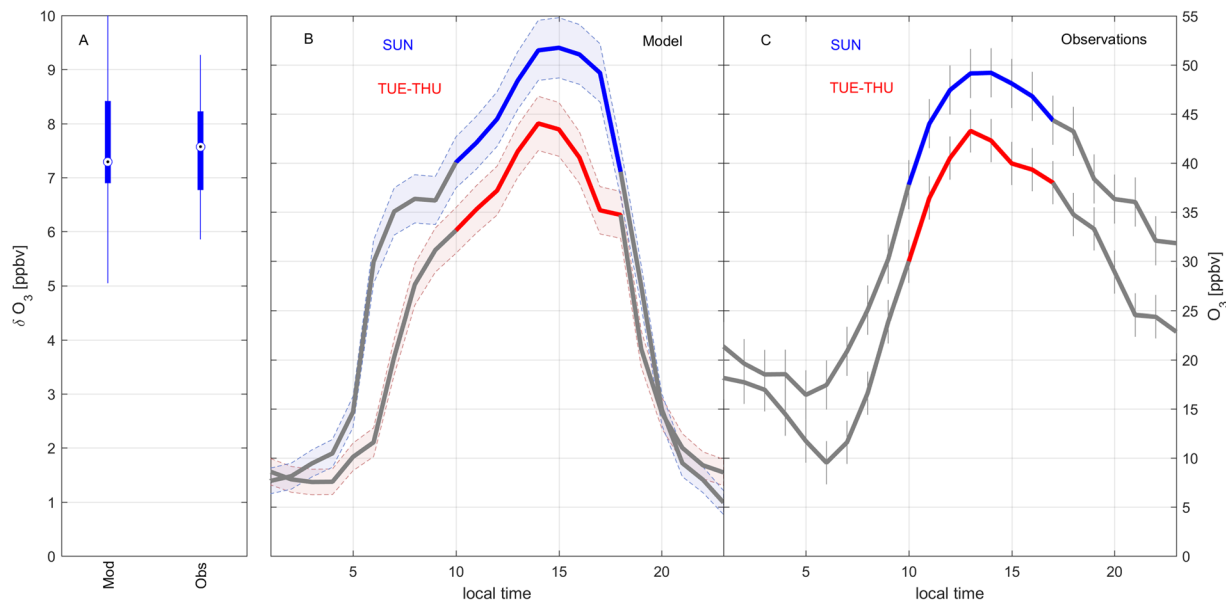 A
10
9
8
7
6
5
4
3
2
1
0
δ O3 [ppbv]
Mod
Obs
B
SUN
TUE-THU
Model
5
10
15
20
local time
C
SUN
TUE-THU
Observations
5
10
15
20
local time
55
50
45
40
35
30
25
20
15
10
5
0
O3 [ppbv]